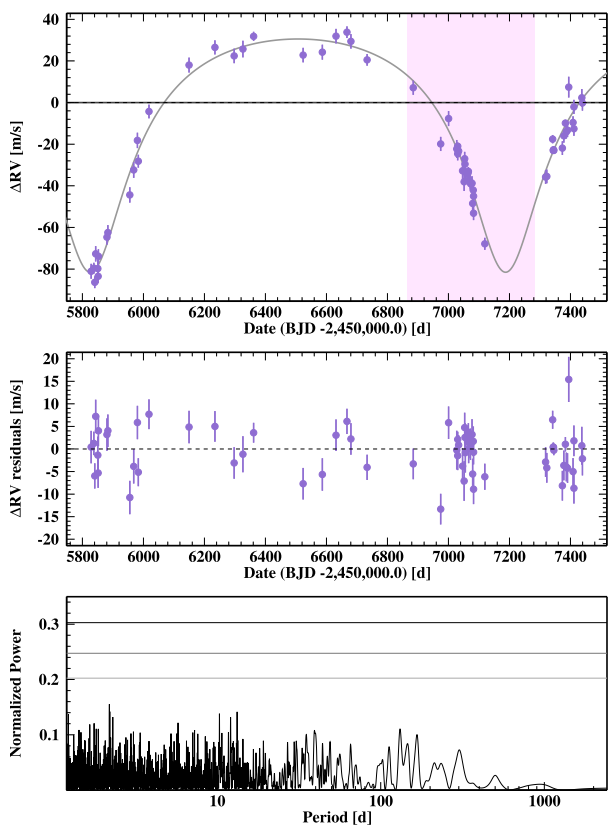 40
20
0
-20
-40
-60
-80
ΔRV [m/s]
5800 6000 6200 6400 6600 6800 7000 7200 7400
Date (BJD -2,450,000.0) [d]
20
15
10
5
0
-5
-10
-15
-20
ΔRV residuals [m/s]
5800 6000 6200 6400 6600 6800 7000 7200 7400
Date (BJD -2,450,000.0) [d]
0.3
0.2
0.1
Normalized Power
10 100 1000
Period [d]